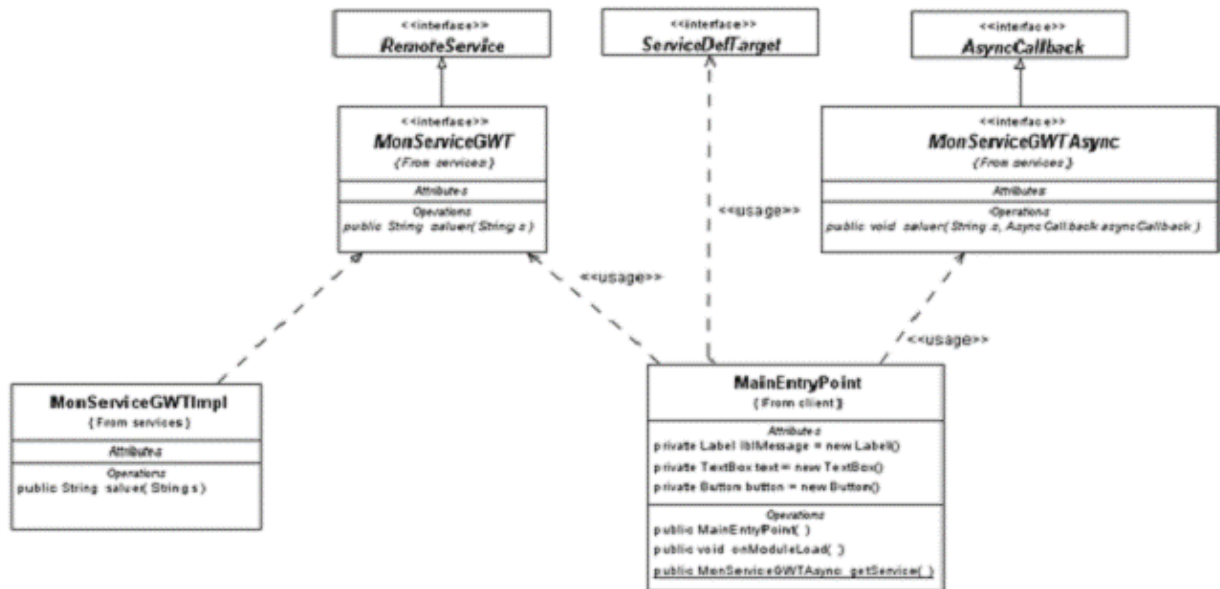 <<interface>>
RemoteService
<<interface>>
ServiceDefTarget
<<interface>>
AsyncCallback
<<interface>>
MonServiceGWT
{From services}
Attributes
Operations
public String saluer( String s )
<<interface>>
MonServiceGWTAsync
{From services}
Attributes
Operations
public void saluer( String s, AsyncCallback asyncCallback )
<<usage>>
<<usage>>
<<usage>>
MonServiceGWTImpl
{From services}
Attributes
Operations
public String saluer( String s )
MainEntryPoint
{From client}
Attributes
private Label lblMessage = new Label()
private TextBox text = new TextBox()
private Button button = new Button()
Operations
public MainEntryPoint( )
public void onModuleLoad( )
public MonServiceGWTAsync getService( )